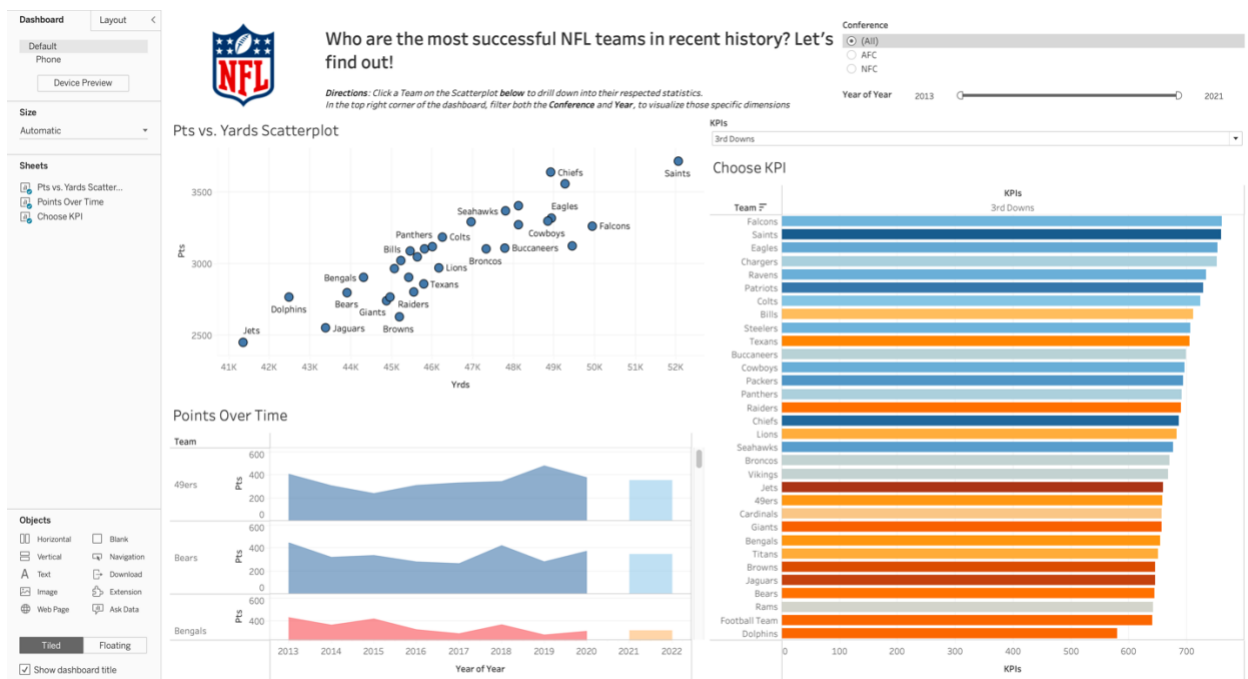 Dashboard
Layout
<
Default
Phone
Device Preview
Size
Automatic
Sheets
Pts vs. Yards Scatter...
Points Over Time
Choose KPI
Objects
Horizontal
Blank
Vertical
Navigation
Text
Download
Image
Extension
Web Page
Ask Data
Tiled
Floating
Show dashboard title
NFL
Who are the most successful NFL teams in recent history? Let's
find out!
Directions: Click a Team on the Scatterplot below to drill down into their respected statistics.
In the top right corner of the dashboard, filter both the Conference and Year, to visualize those specific dimensions
Conference
(All)
AFC
NFC
Year of Year
2013
2021
Pts vs. Yards Scatterplot
Pts
3500
3000
2500
Saints
Chiefs
Eagles
Seahawks
Falcons
Cowboys
Panthers
Colts
Bills
Buccaneers
Broncos
Lions
Bengals
Texans
Dolphins
Bears
Giants
Raiders
Jets
Jaguars
Browns
41K
42K
43K
44K
45K
46K
47K
48K
49K
50K
51K
52K
Yrds
Points Over Time
Team
49ers
Pts
600
400
200
0
Bears
Pts
600
400
200
0
Bengals
Pts
600
400
2013
2014
2015
2016
2017
2018
2019
2020
2021
2022
Year of Year
KPIs
3rd Downs
Choose KPI
KPIs
Team
3rd Downs
Falcons
Saints
Eagles
Chargers
Ravens
Patriots
Colts
Bills
Steelers
Texans
Buccaneers
Cowboys
Packers
Panthers
Raiders
Chiefs
Lions
Seahawks
Broncos
Vikings
Jets
49ers
Cardinals
Giants
Bengals
Titans
Browns
Jaguars
Bears
Rams
Football Team
Dolphins
0
100
200
300
400
500
600
700
KPIs